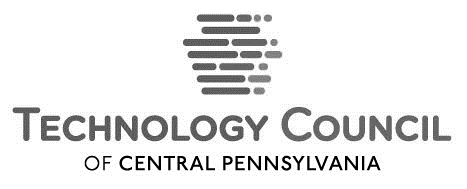 TECHNOLOGY COUNCIL
OF CENTRAL PENNSYLVANIA